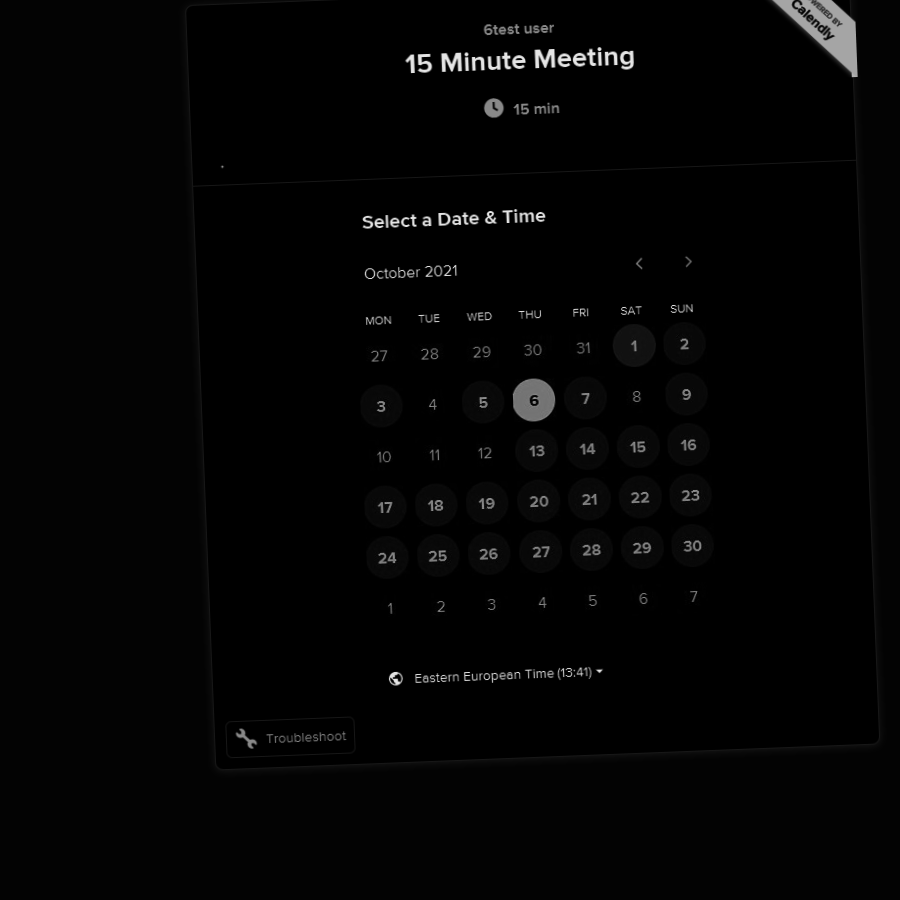 6test user
15 Minute Meeting
15 min
POWERED BY
Calendly
.
Select a Date & Time
October 2021
MON TUE WED THU FRI SAT SUN
27 28 29 30 31 1 2
3 4 5 6 7 8 9
10 11 12 13 14 15 16
17 18 19 20 21 22 23
24 25 26 27 28 29 30
1 2 3 4 5 6 7
Eastern European Time (13:41)
Troubleshoot